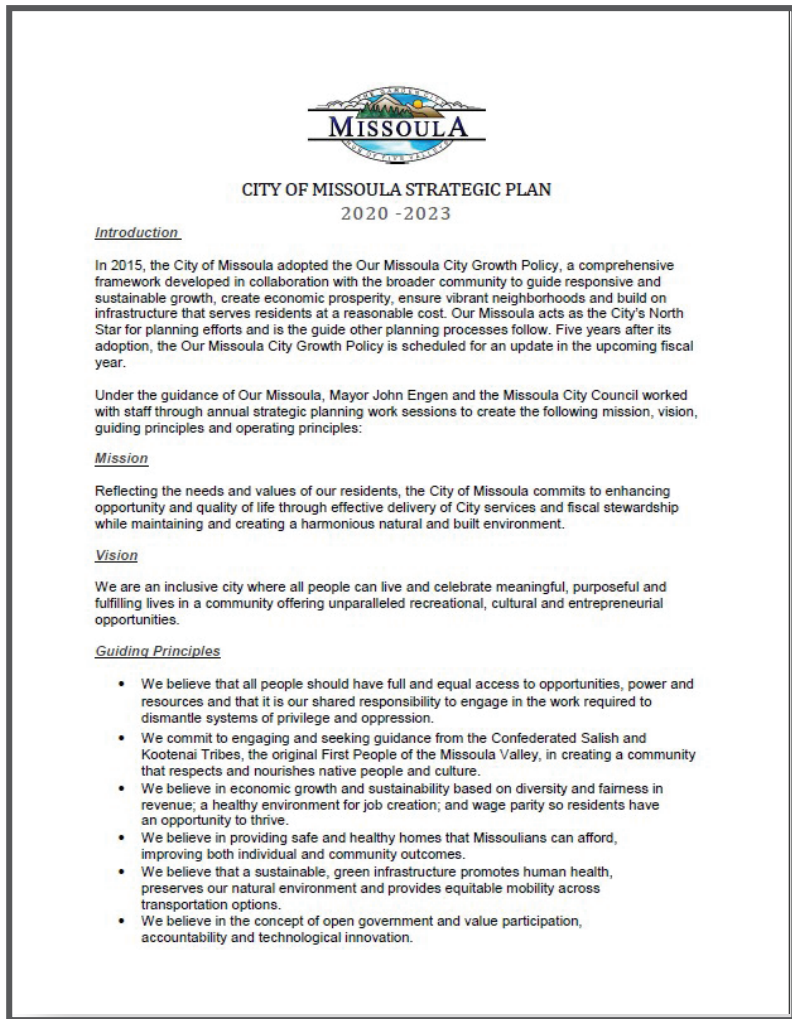 THE GARDEN CITY
MISSOULA
HUB OF FIVE VALLEYS
CITY OF MISSOULA STRATEGIC PLAN
2020 -2023
Introduction
In 2015, the City of Missoula adopted the Our Missoula City Growth Policy, a comprehensive
framework developed in collaboration with the broader community to guide responsive and
sustainable growth, create economic prosperity, ensure vibrant neighborhoods and build on
infrastructure that serves residents at a reasonable cost. Our Missoula acts as the City's North
Star for planning efforts and is the guide other planning processes follow. Five years after its
adoption, the Our Missoula City Growth Policy is scheduled for an update in the upcoming fiscal
year.
Under the guidance of Our Missoula, Mayor John Engen and the Missoula City Council worked
with staff through annual strategic planning work sessions to create the following mission, vision,
guiding principles and operating principles:
Mission
Reflecting the needs and values of our residents, the City of Missoula commits to enhancing
opportunity and quality of life through effective delivery of City services and fiscal stewardship
while maintaining and creating a harmonious natural and built environment.
Vision
We are an inclusive city where all people can live and celebrate meaningful, purposeful and
fulfilling lives in a community offering unparalleled recreational, cultural and entrepreneurial
opportunities.
Guiding Principles
• We believe that all people should have full and equal access to opportunities, power and
resources and that it is our shared responsibility to engage in the work required to
dismantle systems of privilege and oppression.
• We commit to engaging and seeking guidance from the Confederated Salish and
Kootenai Tribes, the original First People of the Missoula Valley, in creating a community
that respects and nourishes native people and culture.
• We believe in economic growth and sustainability based on diversity and fairness in
revenue; a healthy environment for job creation; and wage parity so residents have
an opportunity to thrive.
• We believe in providing safe and healthy homes that Missoulians can afford,
improving both individual and community outcomes.
• We believe that a sustainable, green infrastructure promotes human health,
preserves our natural environment and provides equitable mobility across
transportation options.
• We believe in the concept of open government and value participation,
accountability and technological innovation.